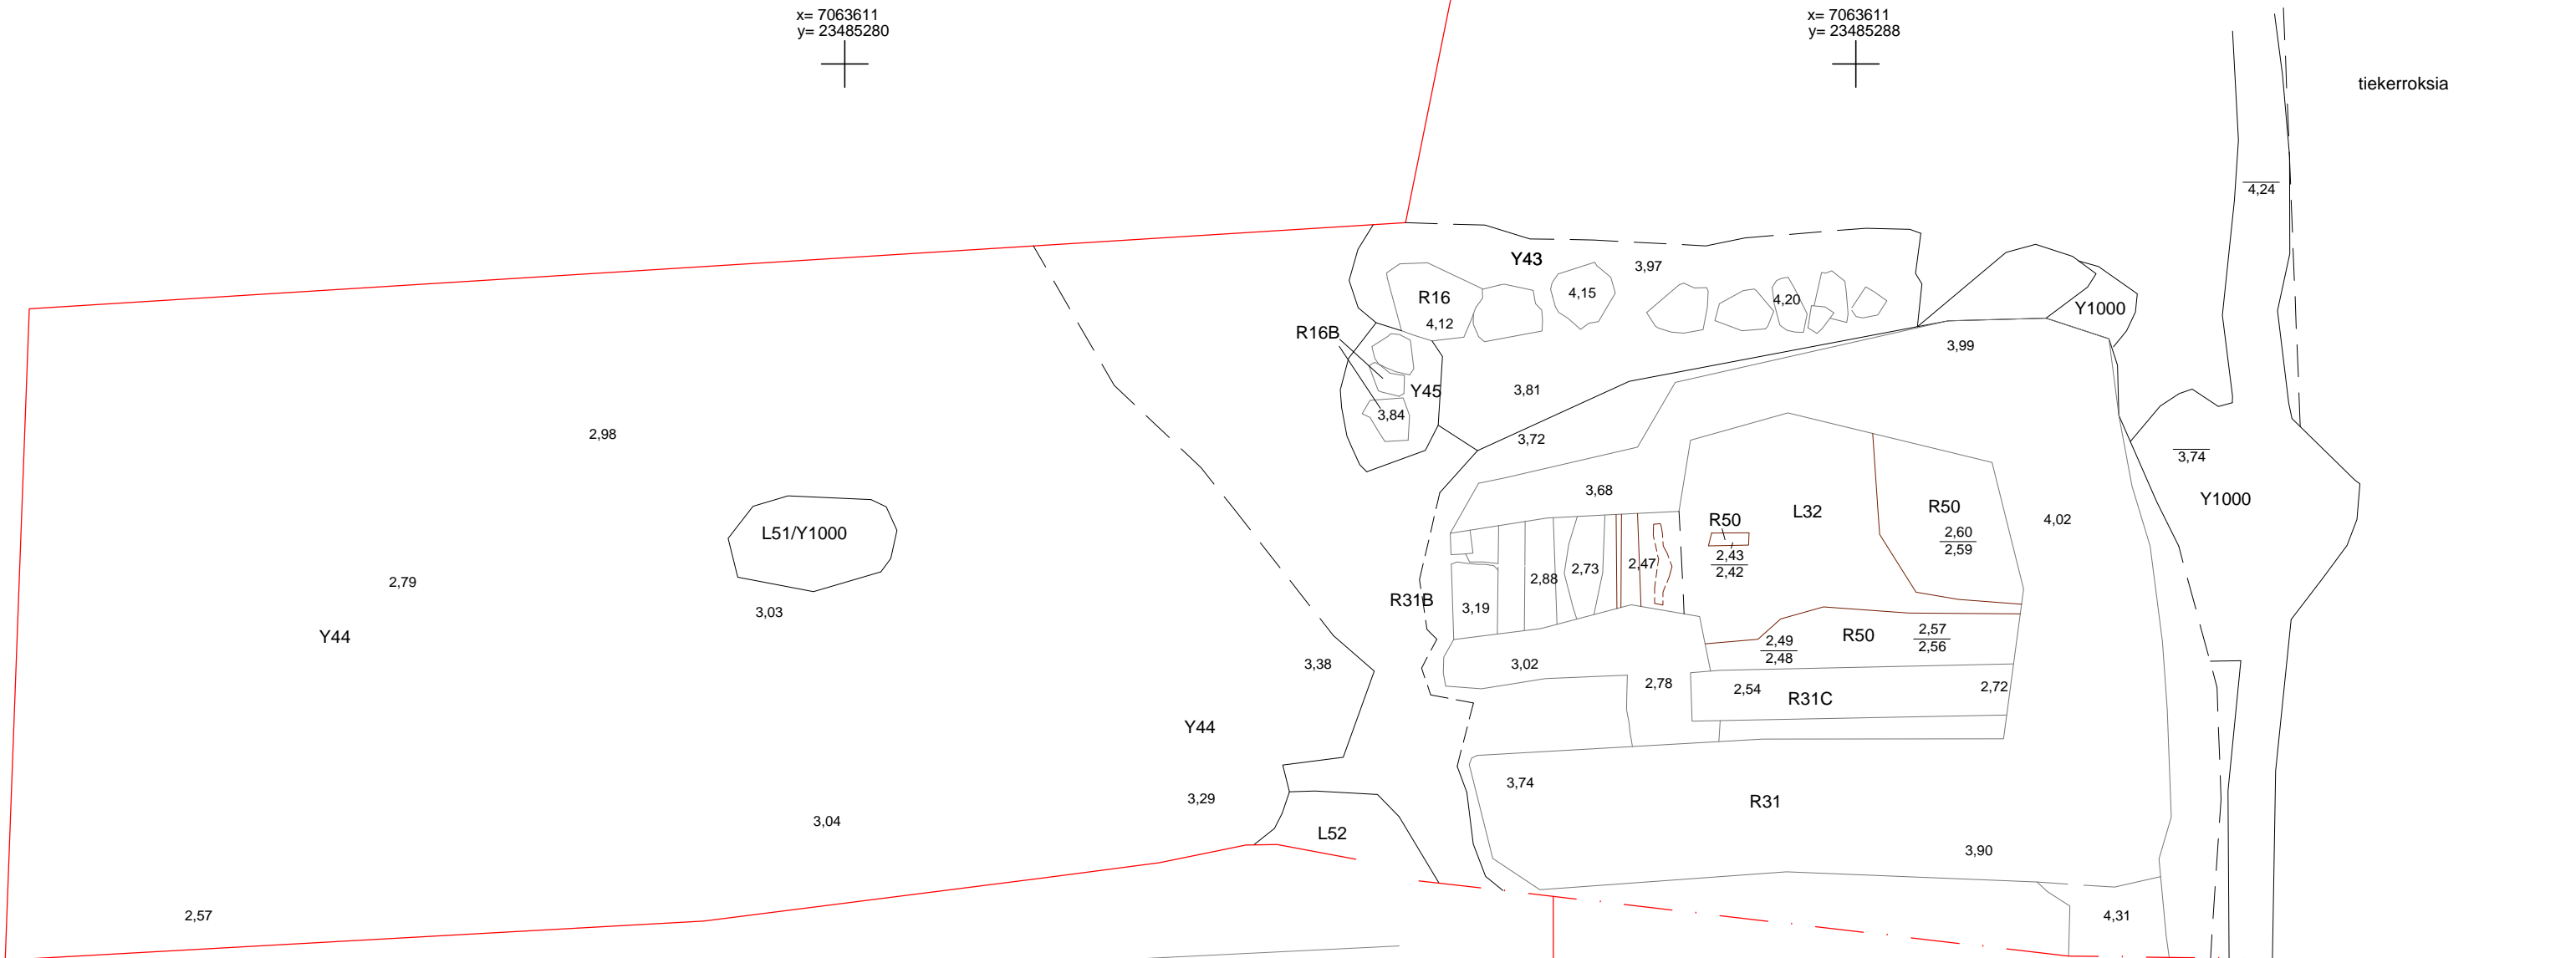 x= 7063611
y= 23485280
x= 7063611
y= 23485288
tiekerroksia
4,24
Y43
3,97
R16
4,15
4,20
4,12
Y1000
R16B
3,99
Y45
3,81
3,84
2,98
3,72
3,74
3,68
Y1000
R50
L32
R50
4,02
L51/Y1000
2,60
2,59
2,43
2,42
2,47
2,73
2,88
2,79
R31B
3,19
3,03
Y44
2,57
2,56
R50
2,49
2,48
3,38
3,02
2,78
2,54
2,72
R31C
Y44
3,74
3,29
R31
3,04
L52
3,90
2,57
4,31